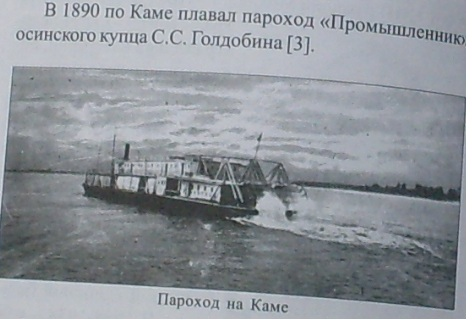 В 1890 по Каме плавал пароход «Промышленник»
осинского купца С.С. Голдобина [3].
Пароход на Каме